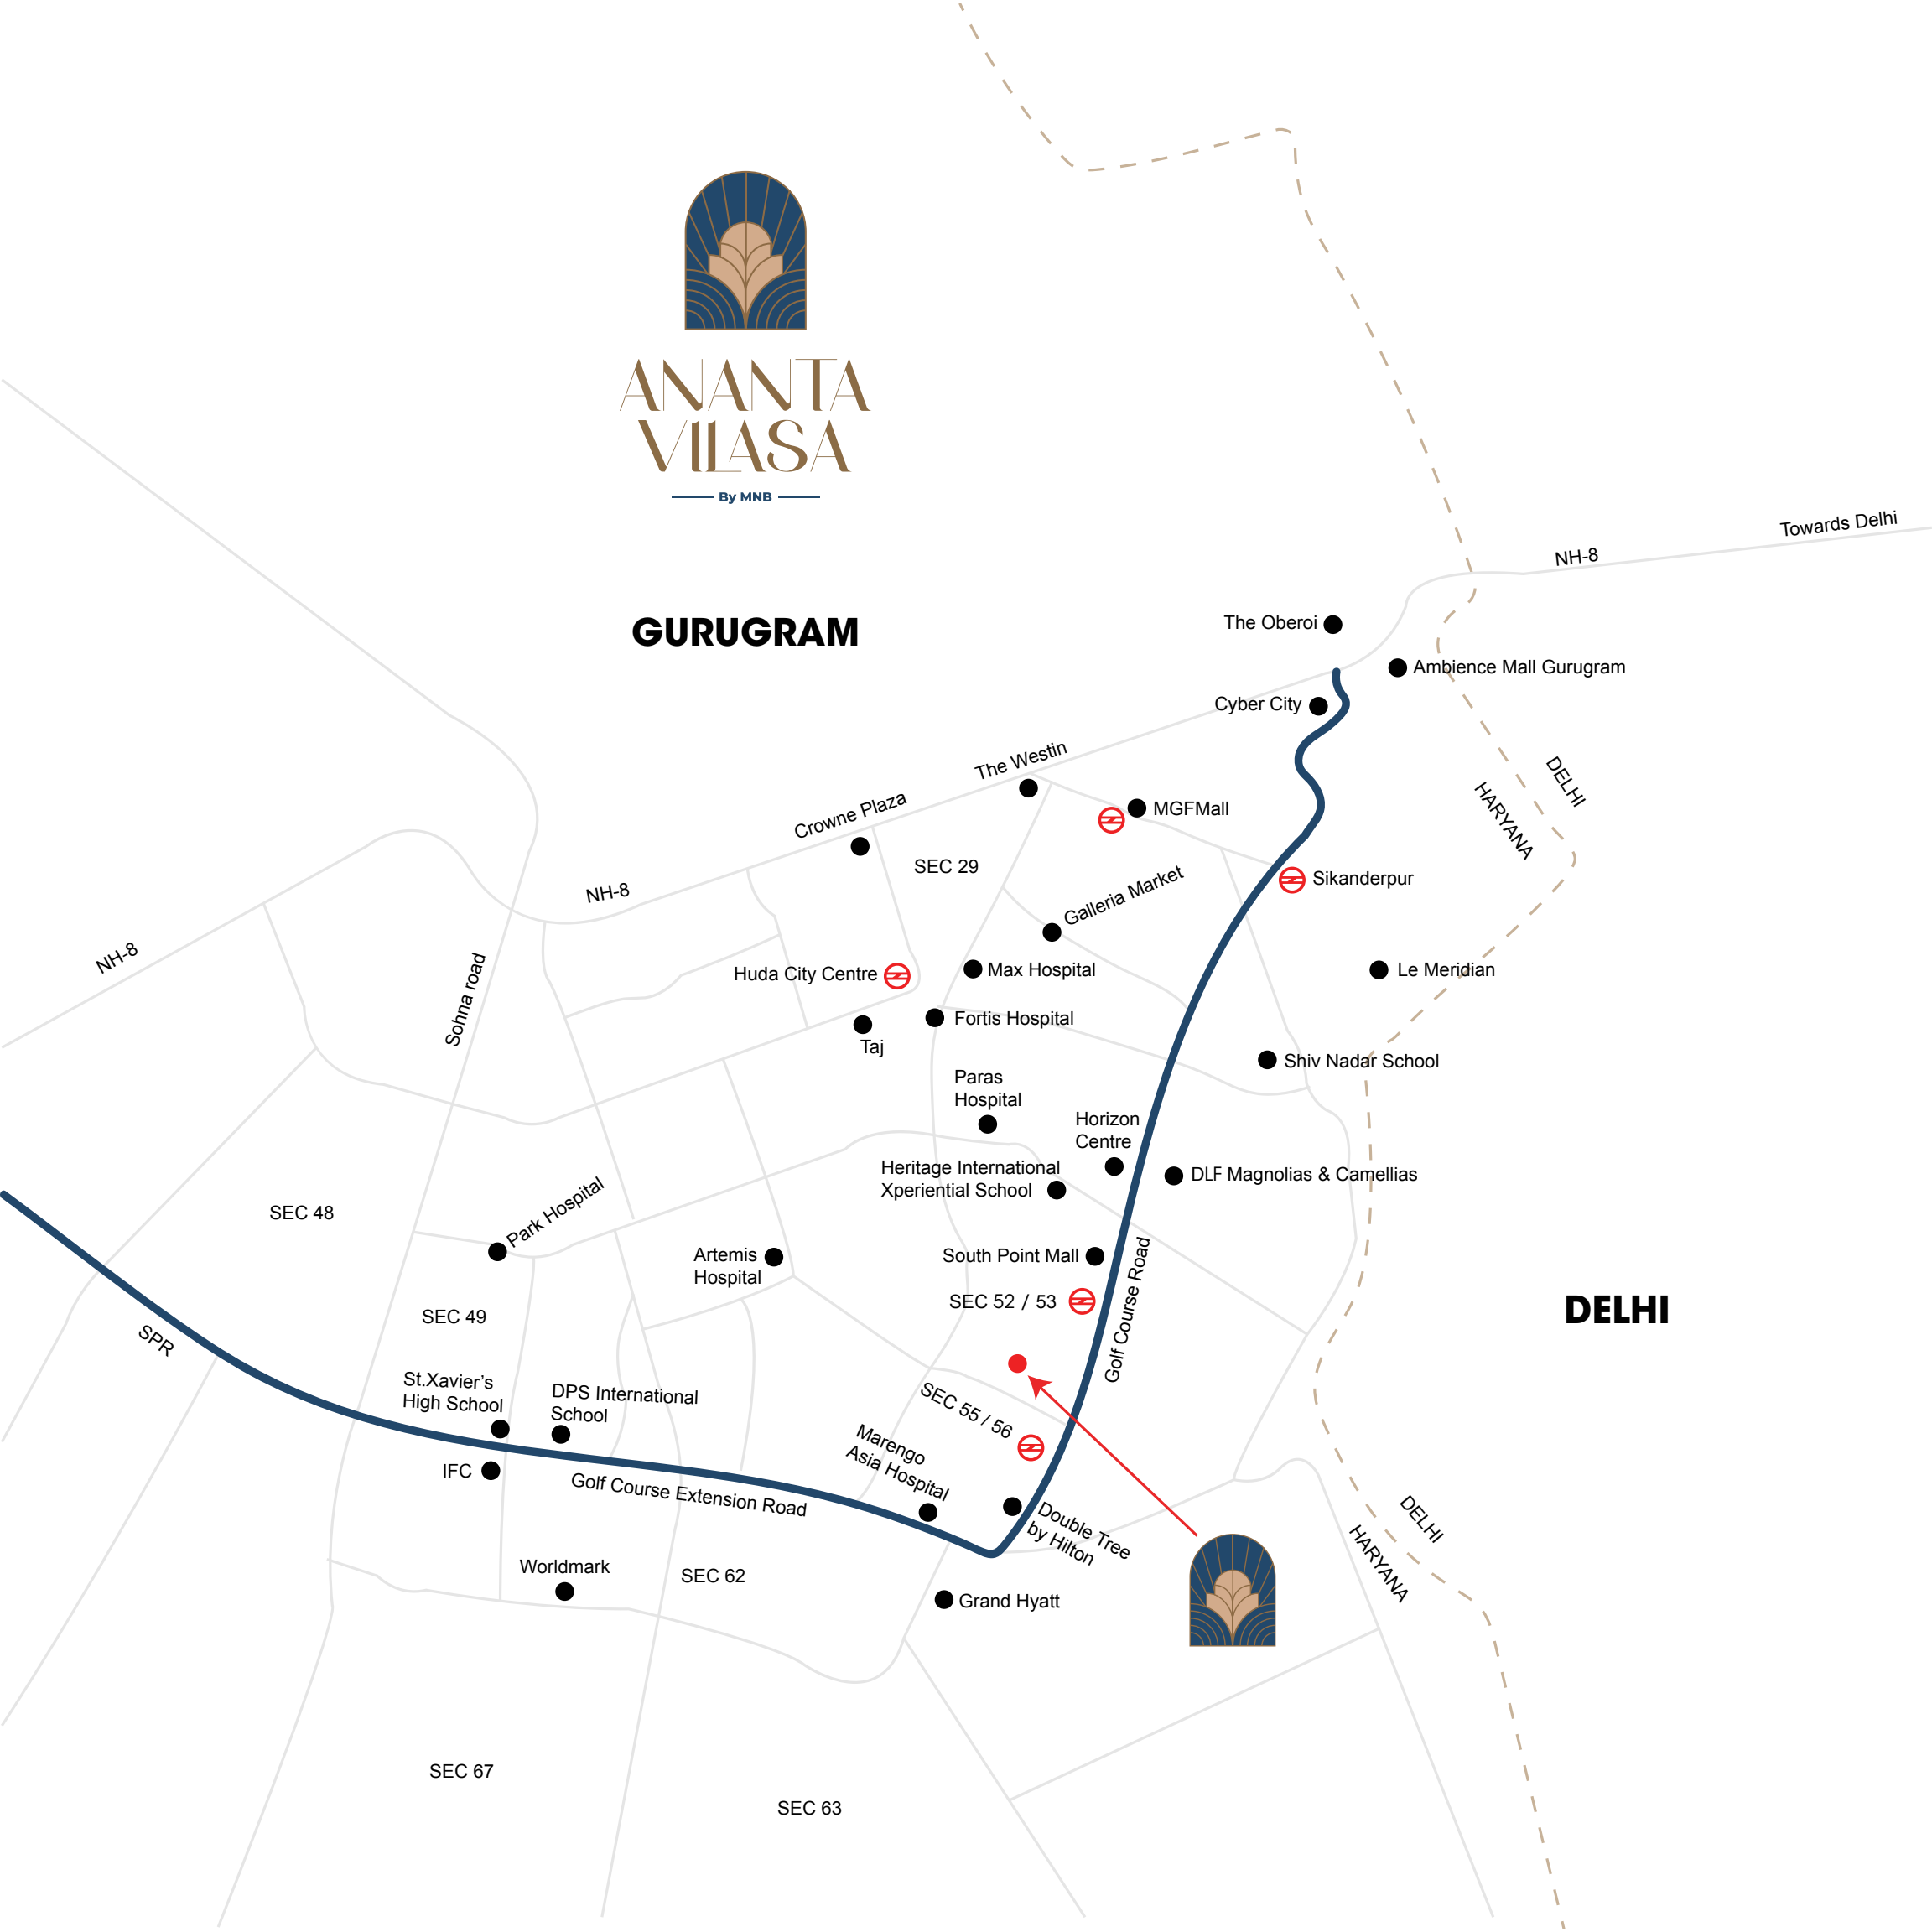 ANANTA
VILASA
By MNB
Towards Delhi
NH-8
The Oberoi
GURUGRAM
Ambience Mall Gurugram
Cyber City
The Westin
DELHI
HARYANA
Crowne Plaza
MGFMall
SEC 29
Sikanderpur
NH-8
Galleria Market
NH-8
Sohna road
Huda City Centre
Max Hospital
Le Meridian
Fortis Hospital
Taj
Shiv Nadar School
Paras
Hospital
Horizon
Centre
Heritage International
Xperiential School
DLF Magnolias & Camellias
SEC 48
Park Hospital
Artemis
Hospital
South Point Mall
Golf Course Road
SEC 52 / 53
DELHI
SEC 49
SPR
St.Xavier's
High School
DPS International
School
SEC 55 / 56
Marengo
Asia Hospital
IFC
Golf Course Extension Road
Double Tree
by Hilton
DELHI
HARYANA
Worldmark
SEC 62
Grand Hyatt
SEC 67
SEC 63